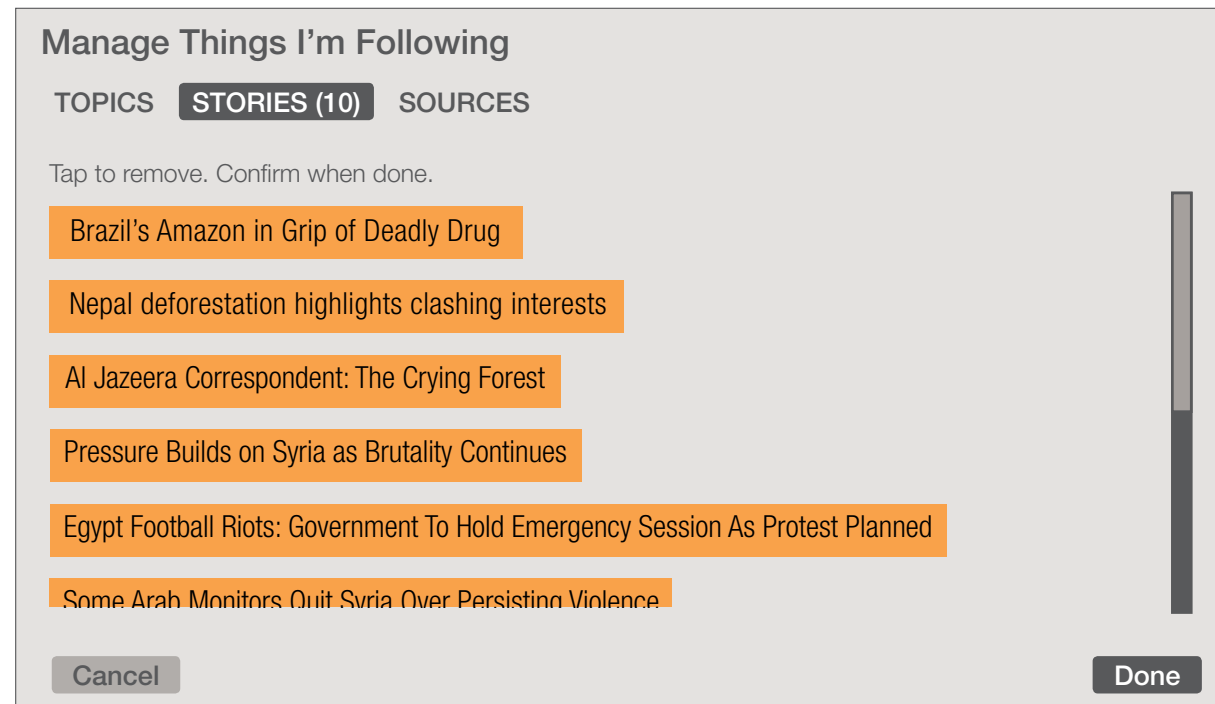 Manage Things I’m Following
TOPICS STORIES (10) SOURCES
Tap to remove. Confirm when done.
Brazil’s Amazon in Grip of Deadly Drug
Nepal deforestation highlights clashing interests
Al Jazeera Correspondent: The Crying Forest
Pressure Builds on Syria as Brutality Continues
Egypt Football Riots: Government To Hold Emergency Session As Protest Planned
Some Arab Monitors Quit Syria Over Persisting Violence
Cancel Done